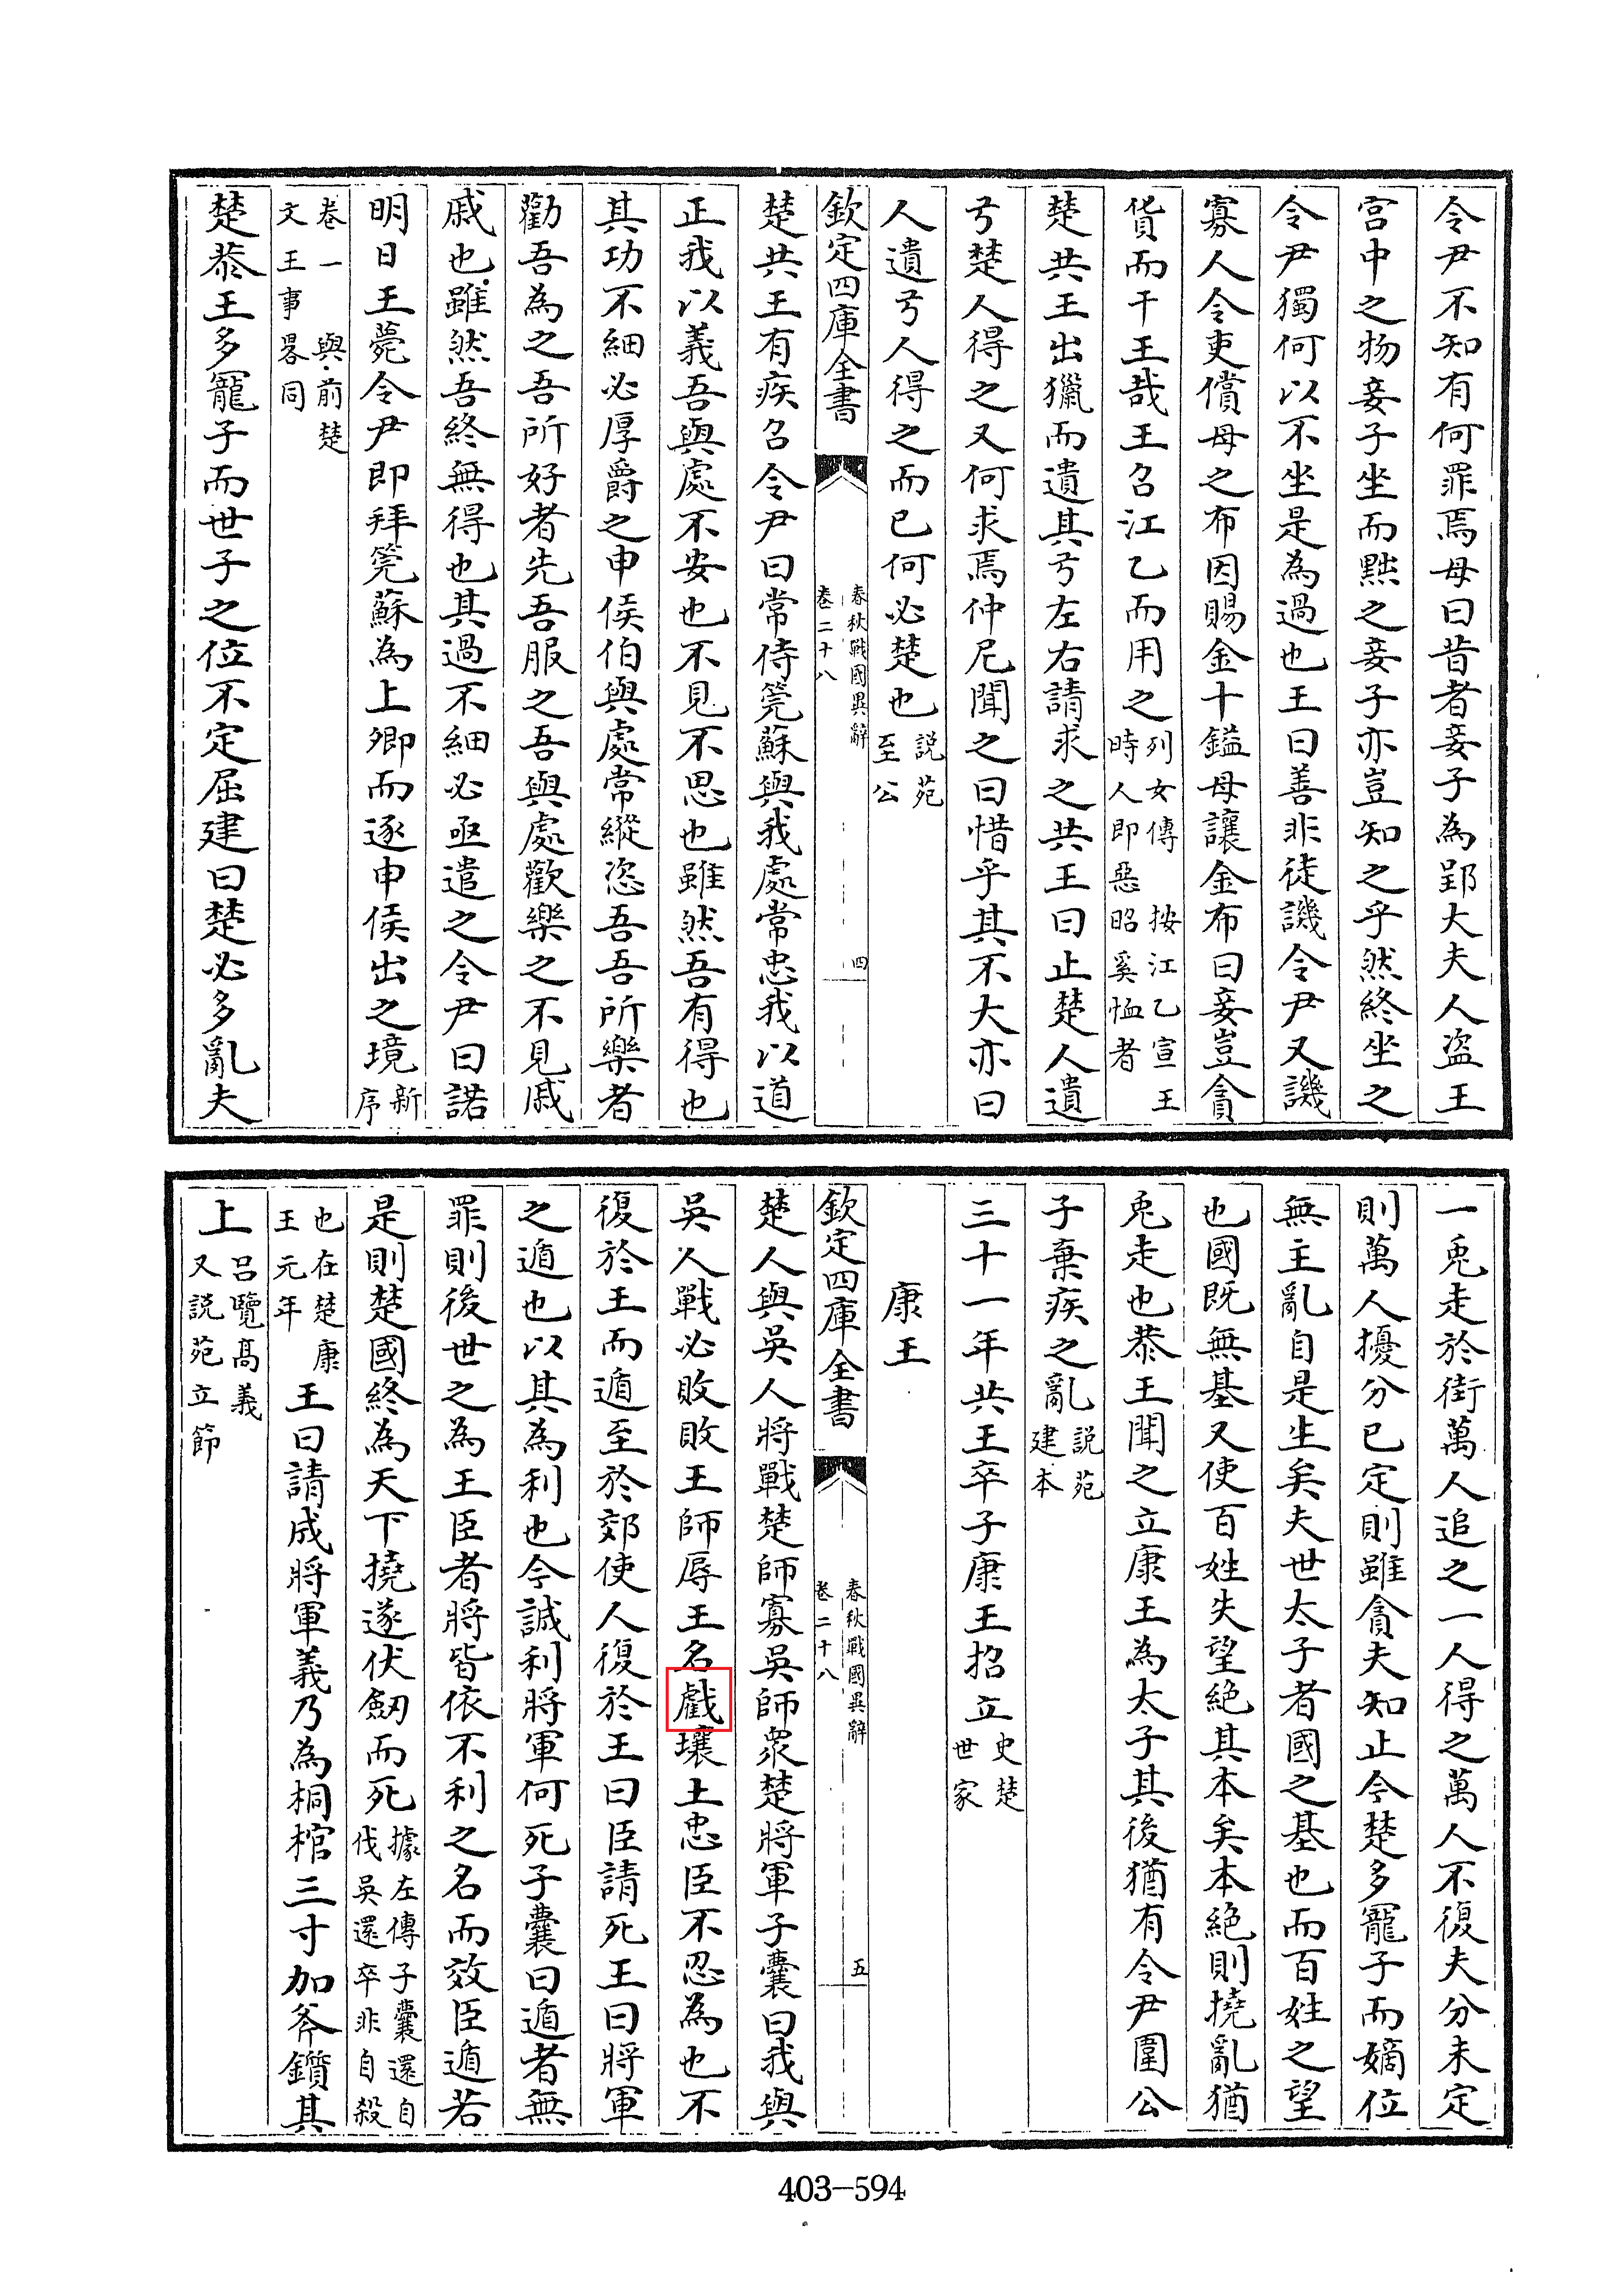 令尹不知有何罪焉母曰昔者妾子為郢大夫人盜王
宫中之物妾子坐而黜之妾子亦豈知之乎然終坐之
令尹獨何以不坐是為過也王曰善非徒譏令尹又譏
寡人令吏償母之布因賜金十鎰母讓金布曰妾豈貪
貨而干王哉王召江乙而用之列女傳　按江乙宣王
時人即惡昭奚恤者
楚共王出獵而遺其弓左右請求之共王曰止楚人遺
弓楚人得之又何求焉仲尼聞之曰惜乎其不大亦曰
人遺弓人得之而已何必楚也說苑
至公
欽定四庫全書
春秋戰國異辭
卷二十八
四
楚共王有疾召令尹曰常侍筦蘇與我處常忠我以道
正我以義吾與處不安也不見不思也雖然吾有得也
其功不細必厚爵之申侯伯與處常縱恣吾吾所樂者
勸吾為之吾所好者先吾服之吾與處歡樂之不見戚
戚也雖然吾終無得也其過不細必亟遣之令尹曰諾
明日王薨令尹即拜筦蘇為上卿而逐申侯出之境新
序
卷一　與前楚
文王事畧同
楚恭王多寵子而世子之位不定屈建曰楚必多亂夫
一兎走於街萬人追之一人得之萬人不復夫分未定
則萬人擾分已定則雖貪夫知止今楚多寵子而嫡位
無主亂自是生矣夫世太子者國之基也而百姓之望
也國既無基又使百姓失望絶其本矣本絶則撓亂猶
兎走也恭王聞之立康王為太子其後猶有令尹圍公
子棄疾之亂說苑
建本
三十一年共王卒子康王招立史楚
世家
康王
欽定四庫全書
春秋戰國異辭
卷二十八
五
楚人與吳人將戰楚師寡吳師衆楚將軍子囊曰我與
吳人戰必敗敗王師辱王名戱壤土忠臣不忍為也不
復於王而遁至於郊使人復於王曰臣請死王曰將軍
之遁也以其為利也今誠利將軍何死子囊曰遁者無
罪則後世之為王臣者將皆依不利之名而效臣遁若
是則楚國終為天下撓遂伏劒而死據左傳子囊還自
伐吳還卒非自殺
也在楚康
王元年王曰請成將軍義乃為桐棺三寸加斧鑕其
上呂覽高義
又説苑立節
403-594